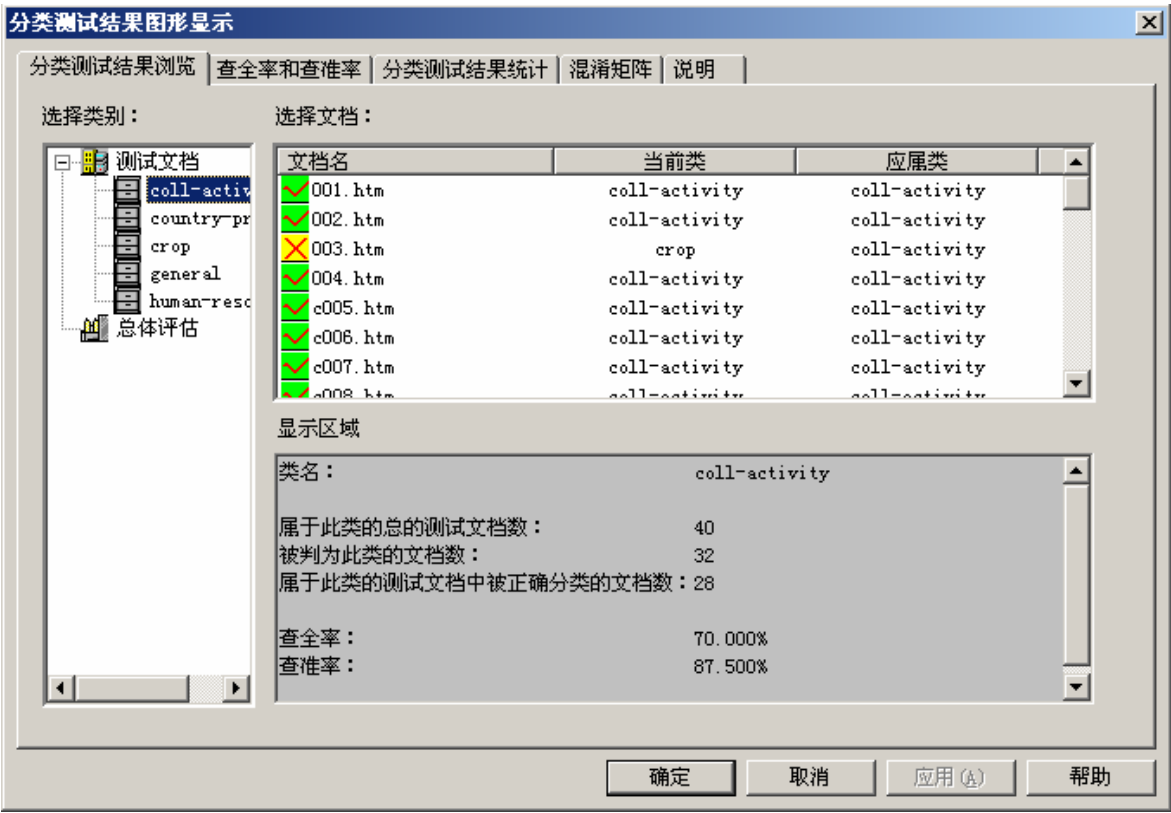 分类测试结果图形显示
分类测试结果浏览 查全率和查准率 分类测试结果统计 混淆矩阵 说明
选择类别：
测试文档
coll-activ
country-pr
crop
general
human-reso
总体评估
选择文档：
文档名 当前类 应属类
001.htm coll-activity coll-activity
002.htm coll-activity coll-activity
003.htm crop coll-activity
004.htm coll-activity coll-activity
c005.htm coll-activity coll-activity
c006.htm coll-activity coll-activity
c007.htm coll-activity coll-activity
c008.htm coll-activity coll-activity
显示区域
类名： coll-activity
属于此类的总的测试文档数： 40
被判为此类的文档数： 32
属于此类的测试文档中被正确分类的文档数：28
查全率： 70.000%
查准率： 87.500%
确定 取消 应用(A) 帮助